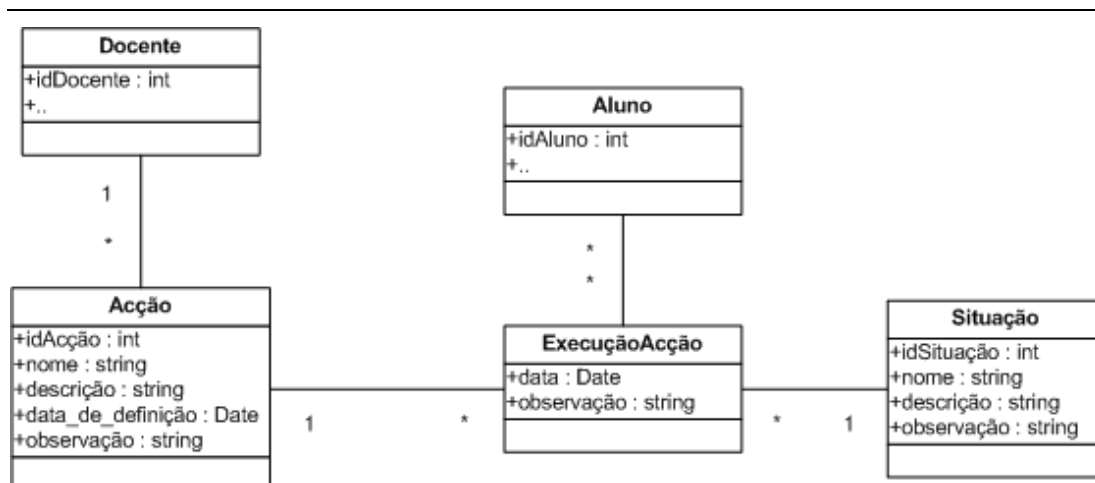 Docente
+idDocente : int
+..
1
*
Aluno
+idAluno : int
+..
*
*
Acção
+idAcção : int
+nome : string
+descrição : string
+data_de_definição : Date
+observação : string
1
*
ExecuçãoAcção
+data : Date
+observação : string
*
1
Situação
+idSituação : int
+nome : string
+descrição : string
+observação : string